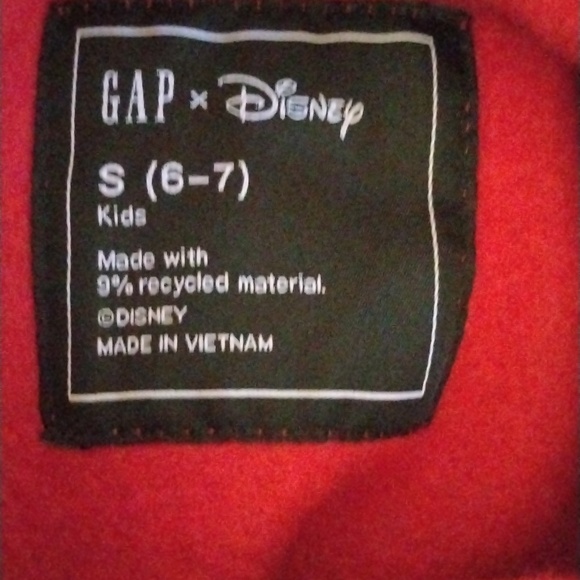 GAP × Disney
S (6-7)
Kids
Made with
9% recycled material.
©DISNEY
MADE IN VIETNAM